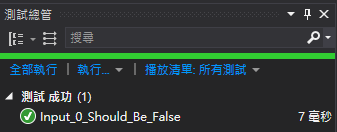 測試總管
搜尋
全部執行 | 執行... | 播放清單: 所有測試
測試 成功 (1)
Input_0_Should_Be_False 7 毫秒